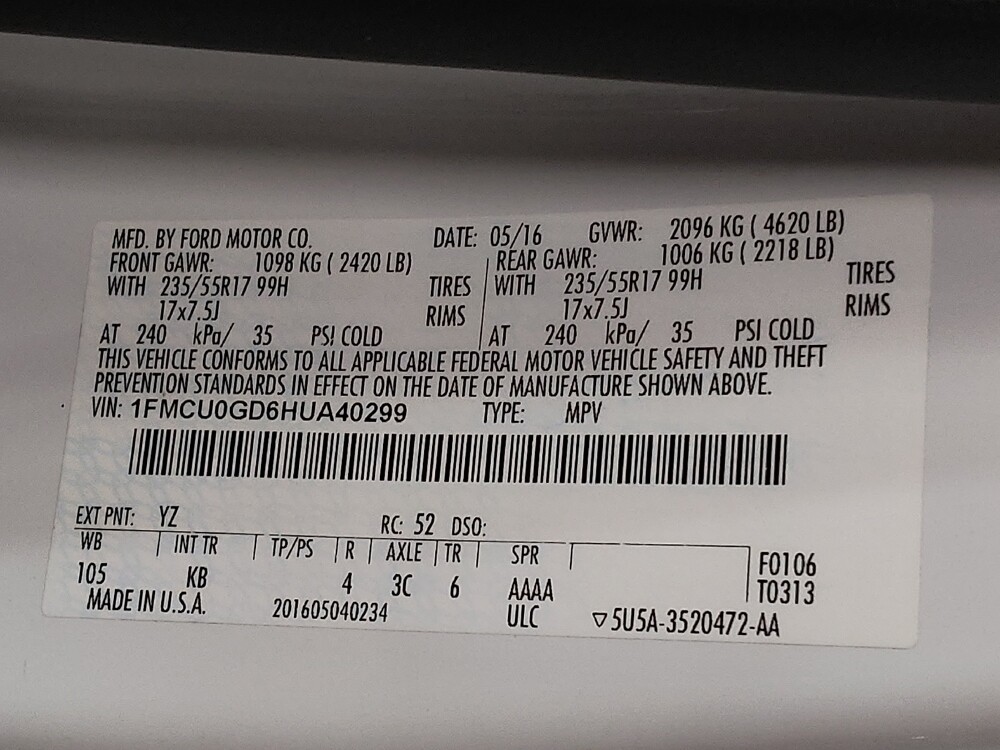 MFD. BY FORD MOTOR CO. DATE: 05/16 GVWR: 2096 KG ( 4620 LB)
FRONT GAWR: 1098 KG ( 2420 LB) REAR GAWR: 1006 KG ( 2218 LB)
WITH 235/55R17 99H TIRES WITH 235/55R17 99H TIRES
17x7.5J RIMS 17x7.5J RIMS
AT 240 kPa/ 35 PSI COLD AT 240 kPa/ 35 PSI COLD
THIS VEHICLE CONFORMS TO ALL APPLICABLE FEDERAL MOTOR VEHICLE SAFETY AND THEFT
PREVENTION STANDARDS IN EFFECT ON THE DATE OF MANUFACTURE SHOWN ABOVE.
VIN: 1FMCU0GD6HUA40299 TYPE: MPV
EXT PNT: YZ RC: 52 DSO:
WB INT TR TP/PS R AXLE TR SPR F0106
105 KB 4 3C 6 AAAA T0313
MADE IN U.S.A. 201605040234 ULC ▽5U5A-3520472-AA